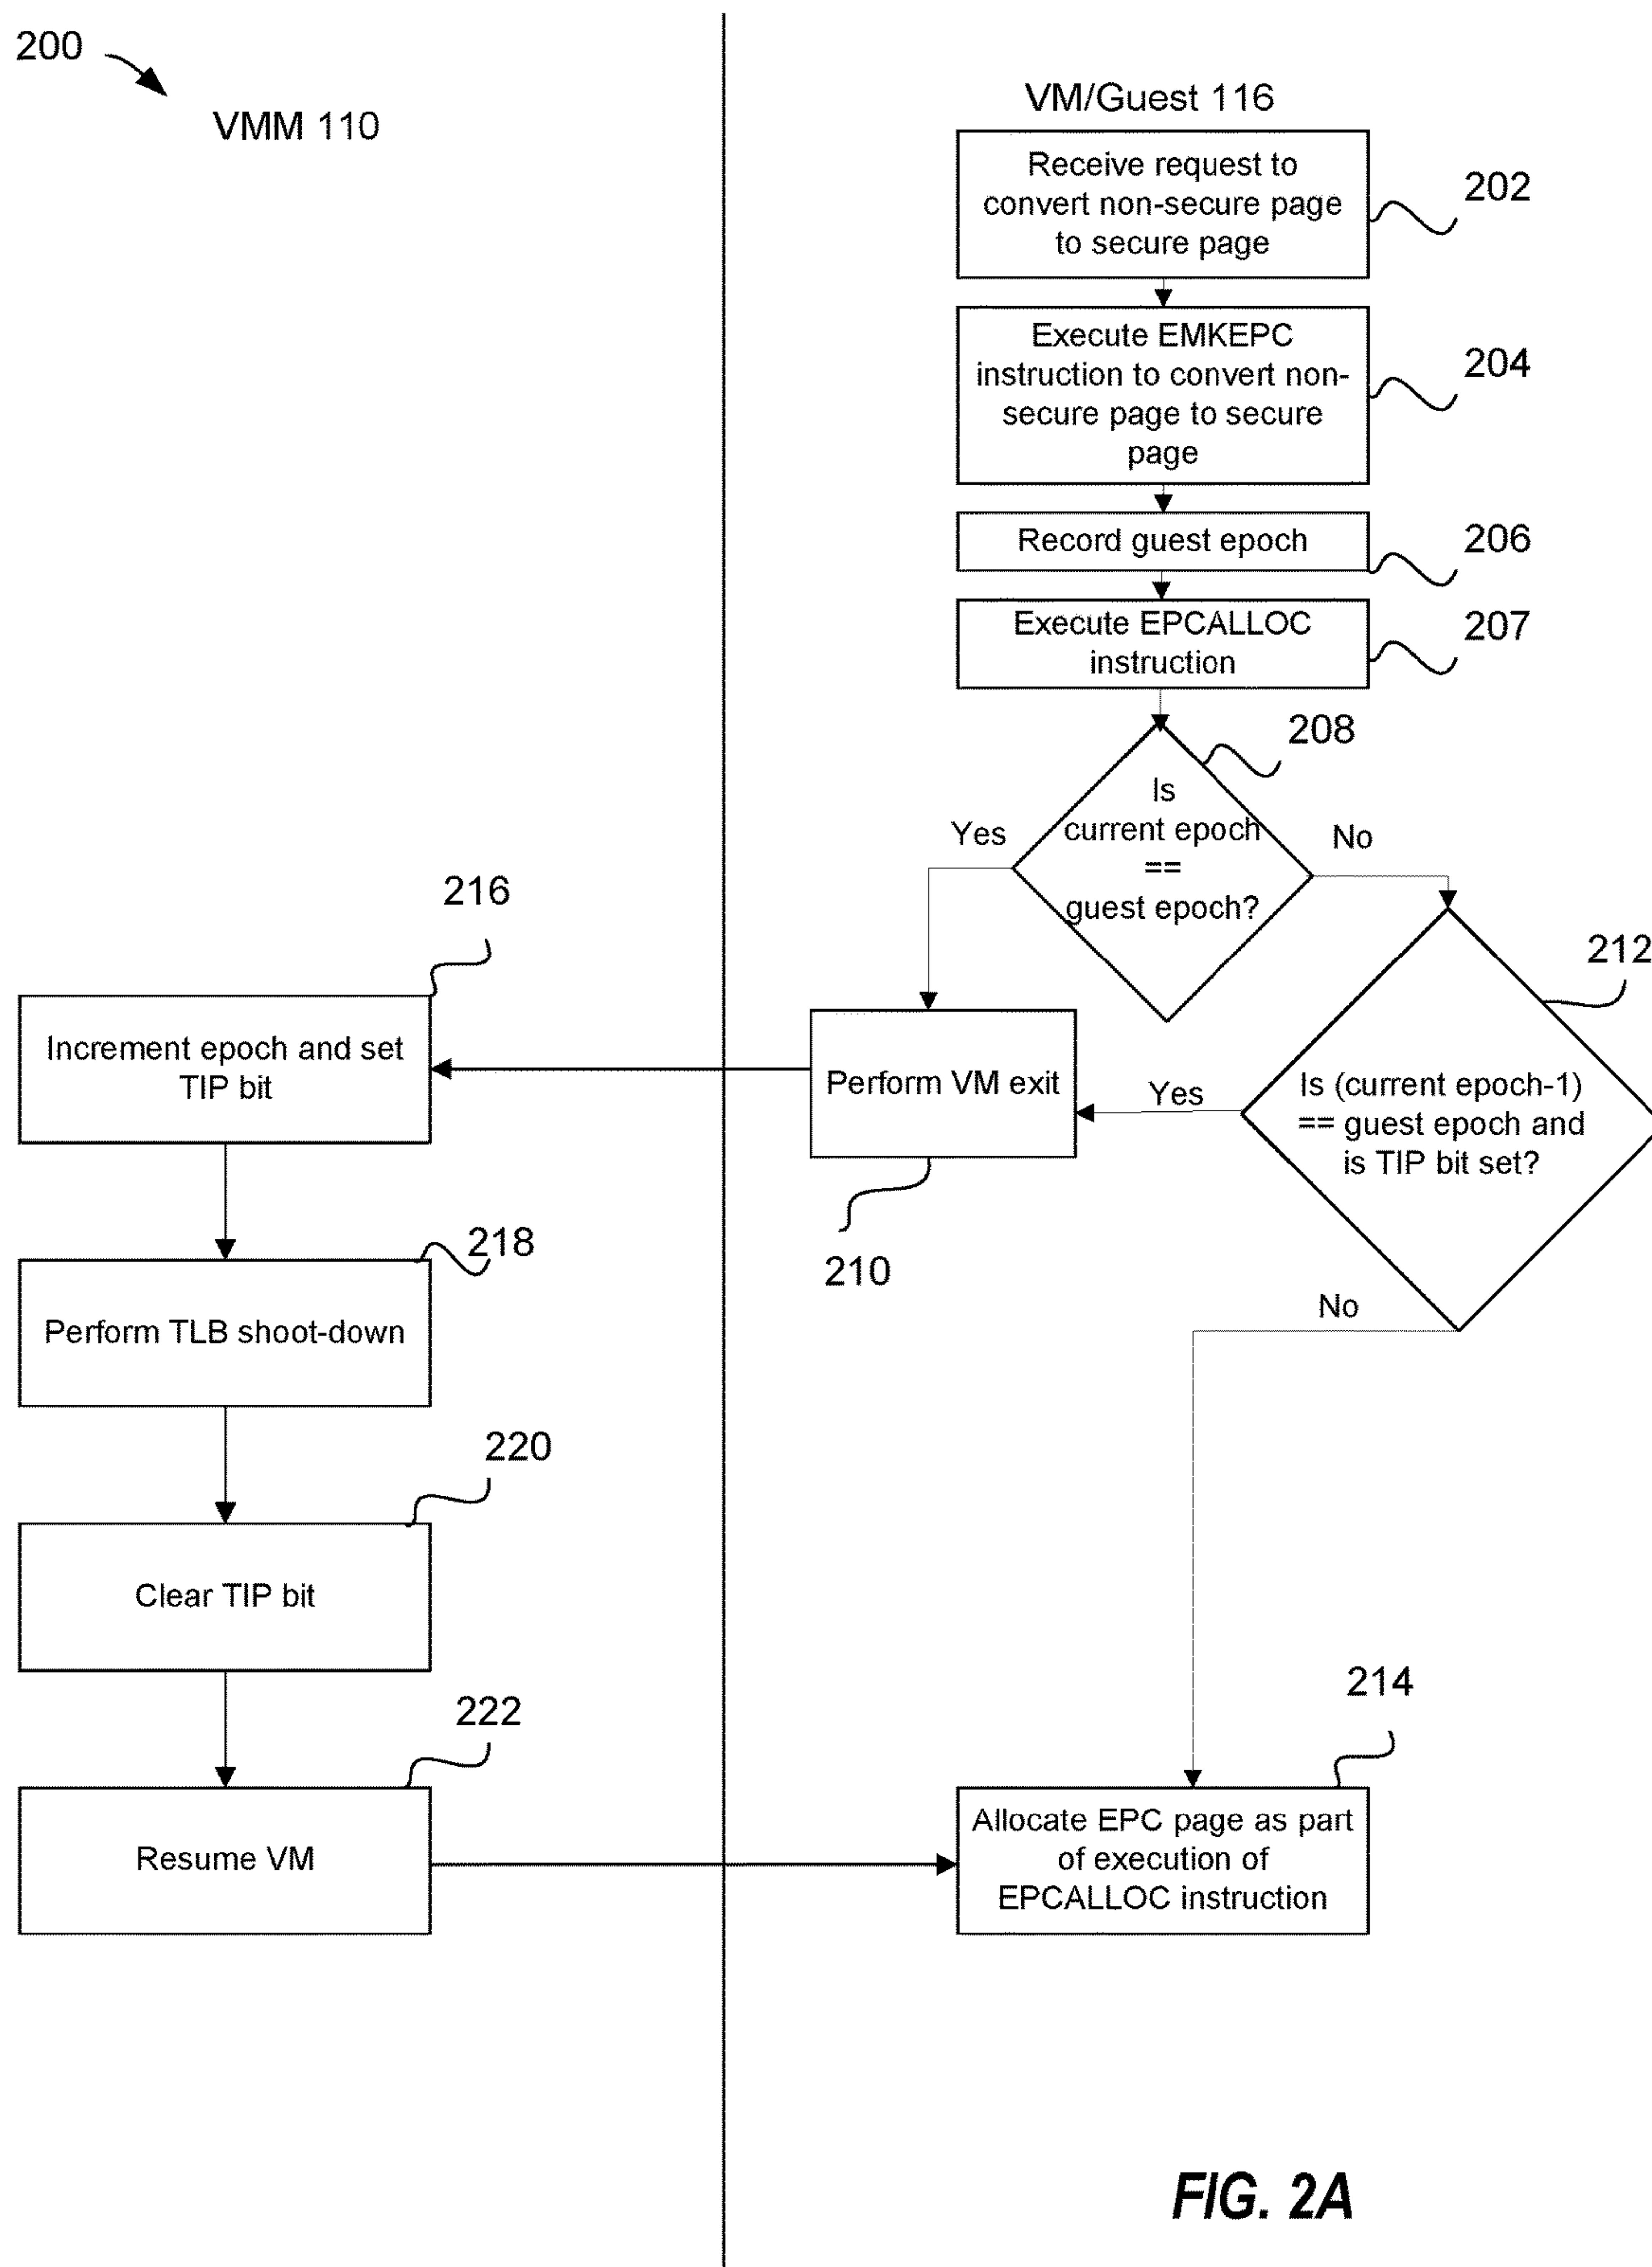 200
VMM 110
VM/Guest 116
Receive request to
convert non-secure page
to secure page
202
Execute EMKEPC
instruction to convert non-
secure page to secure
page
204
Record guest epoch
206
Execute EPCALLOC
instruction
207
208
Is
current epoch
==
guest epoch?
Yes
No
212
Is (current epoch-1)
== guest epoch and
is TIP bit set?
Yes
No
Perform VM exit
210
216
Increment epoch and set
TIP bit
218
Perform TLB shoot-down
220
Clear TIP bit
222
Resume VM
214
Allocate EPC page as part
of execution of
EPCALLOC instruction
FIG. 2A